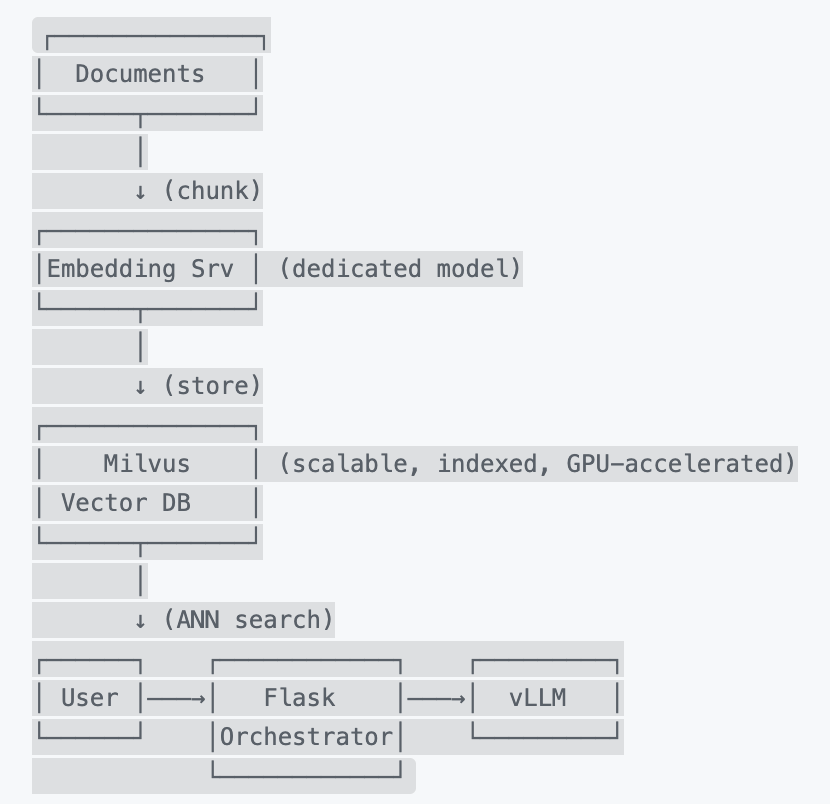 Documents
↓ (chunk)
Embedding Srv (dedicated model)
↓ (store)
Milvus (scalable, indexed, GPU-accelerated)
Vector DB
↓ (ANN search)
User → Flask → vLLM
Orchestrator